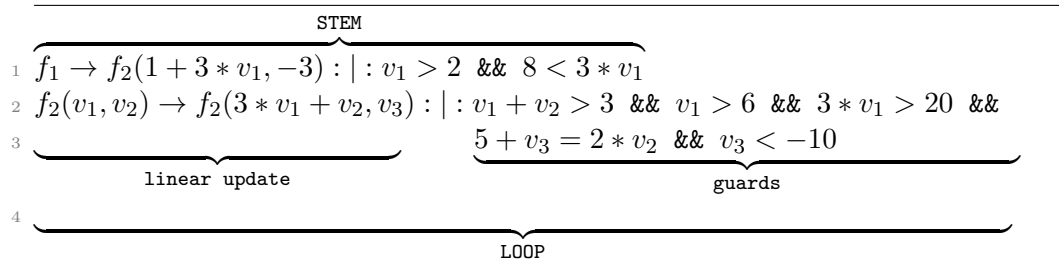 STEM
1 f₁ → f₂(1 + 3 * v₁, −3) : | : v₁ > 2 && 8 < 3 * v₁
2 f₂(v₁, v₂) → f₂(3 * v₁ + v₂, v₃) : | : v₁ + v₂ > 3 && v₁ > 6 && 3 * v₁ > 20 &&
3 5 + v₃ = 2 * v₂ && v₃ < −10
linear update guards
4
LOOP